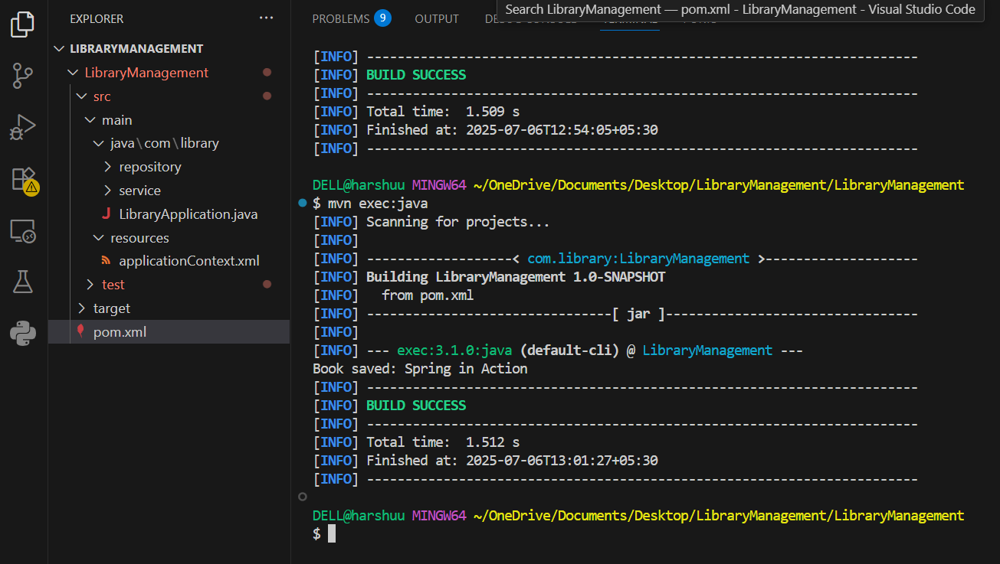 Search LibraryManagement — pom.xml - LibraryManagement - Visual Studio Code
EXPLORER
LIBRARYMANAGEMENT
LibraryManagement
src
main
java\com\library
repository
service
LibraryApplication.java
resources
applicationContext.xml
test
target
pom.xml
PROBLEMS 9 OUTPUT
[INFO] ------------------------------------------------------------------------
[INFO] BUILD SUCCESS
[INFO] ------------------------------------------------------------------------
[INFO] Total time:  1.509 s
[INFO] Finished at: 2025-07-06T12:54:05+05:30
[INFO] ------------------------------------------------------------------------
DELL@harshuu MINGW64 ~/OneDrive/Documents/Desktop/LibraryManagement/LibraryManagement
$ mvn exec:java
[INFO] Scanning for projects...
[INFO]
[INFO] -------------------< com.library:LibraryManagement >--------------------
[INFO] Building LibraryManagement 1.0-SNAPSHOT
[INFO]   from pom.xml
[INFO] --------------------------------[ jar ]---------------------------------
[INFO]
[INFO] --- exec:3.1.0:java (default-cli) @ LibraryManagement ---
Book saved: Spring in Action
[INFO] ------------------------------------------------------------------------
[INFO] BUILD SUCCESS
[INFO] ------------------------------------------------------------------------
[INFO] Total time:  1.512 s
[INFO] Finished at: 2025-07-06T13:01:27+05:30
[INFO] ------------------------------------------------------------------------
DELL@harshuu MINGW64 ~/OneDrive/Documents/Desktop/LibraryManagement/LibraryManagement
$